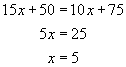 15x + 50 = 10x + 75
5x = 25
x = 5